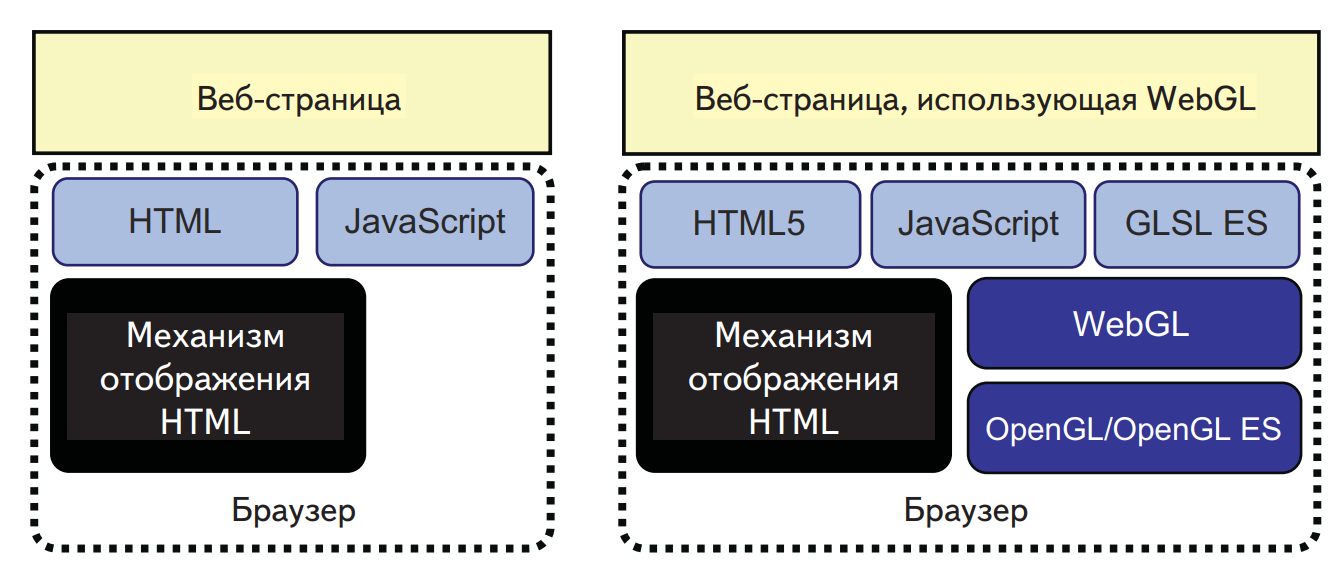 Веб-страница
HTML
JavaScript
Механизм
отображения
HTML
Браузер
Веб-страница, использующая WebGL
HTML5
JavaScript
GLSL ES
Механизм
отображения
HTML
WebGL
OpenGL/OpenGL ES
Браузер